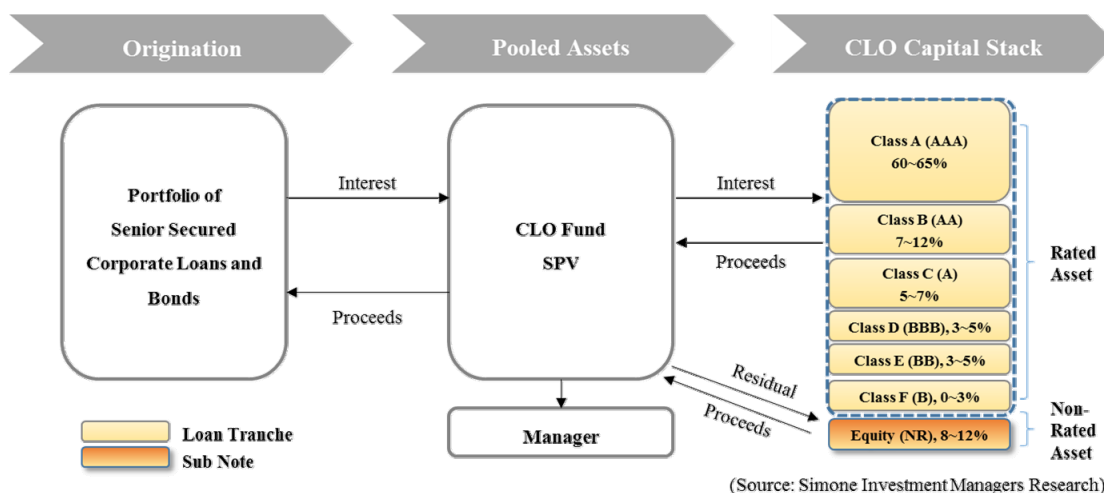 Origination
Pooled Assets
CLO Capital Stack
Portfolio of
Senior Secured
Corporate Loans and
Bonds
Interest
Proceeds
CLO Fund
SPV
Manager
Interest
Proceeds
Residual
Proceeds
Class A (AAA)
60~65%
Class B (AA)
7~12%
Class C (A)
5~7%
Class D (BBB), 3~5%
Class E (BB), 3~5%
Class F (B), 0~3%
Equity (NR), 8~12%
Rated
Asset
Non-
Rated
Asset
Loan Tranche
Sub Note
(Source: Simone Investment Managers Research)